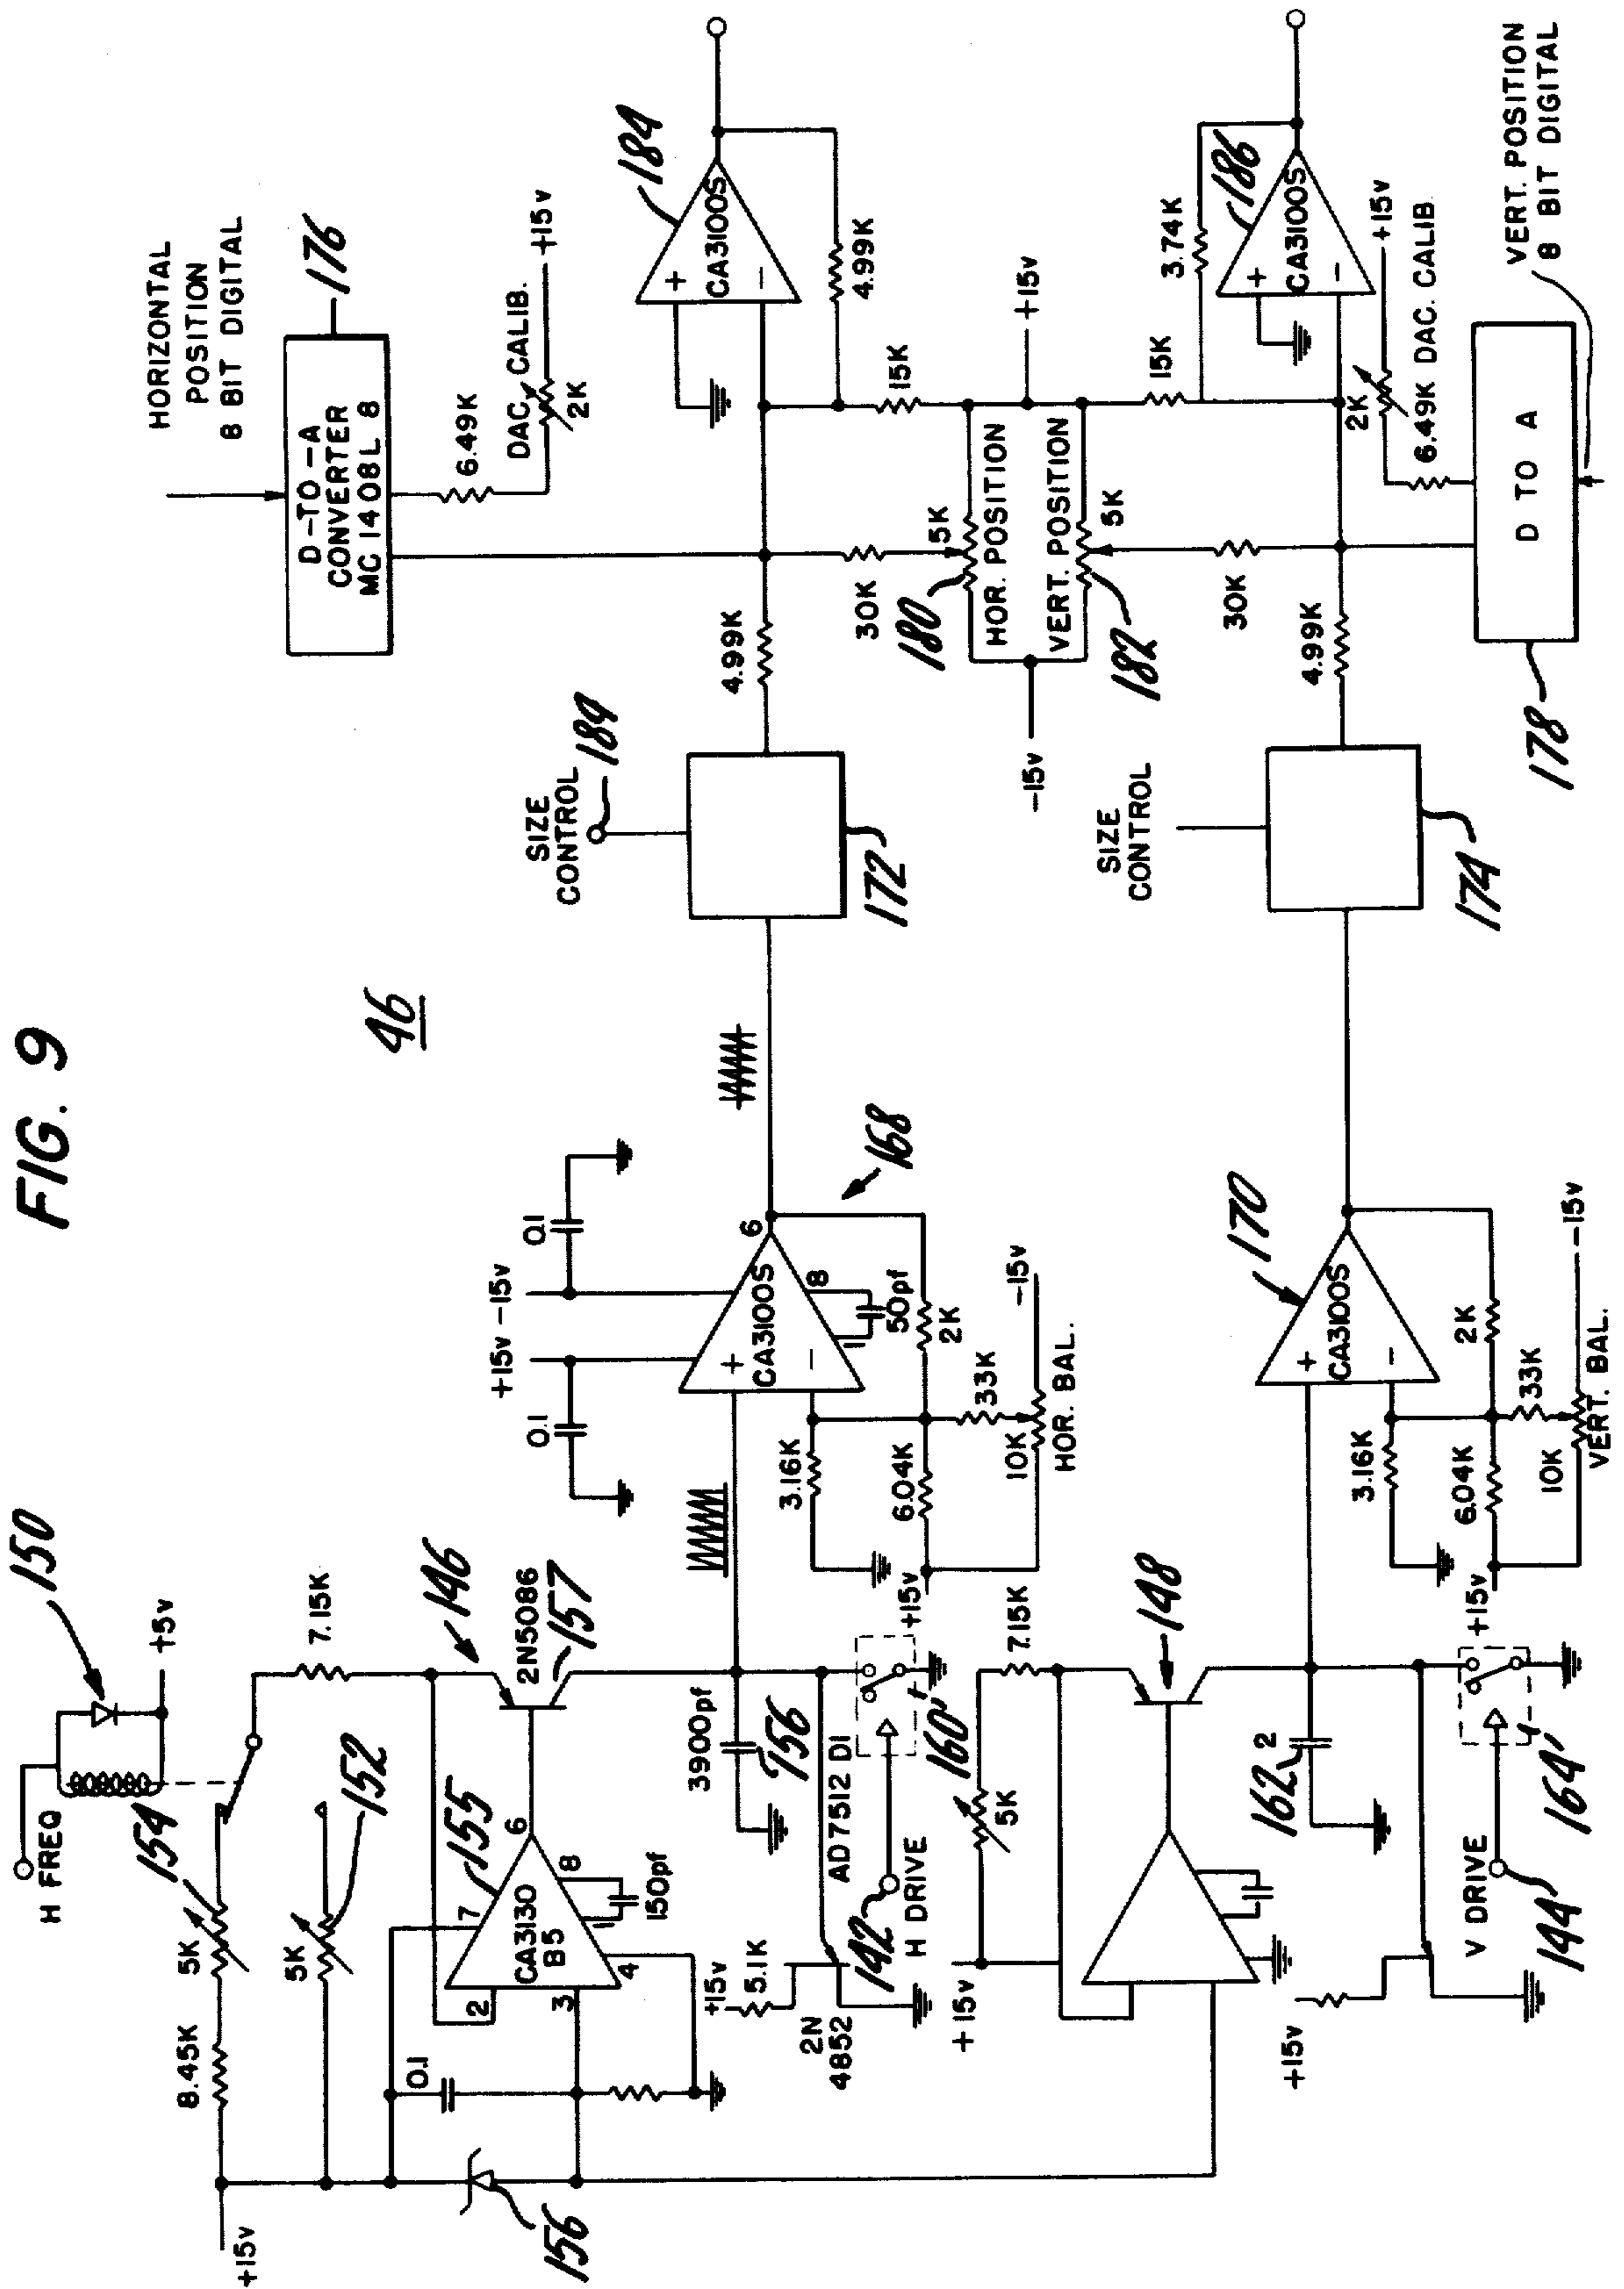 FIG. 9
46
H FREQ
150
+5v
154
5K
8.45K
152
5K
7.15K
146
+15v
156
0.1
155
CA3130
B5
2
3
4
6
7
8
1
150pf
2N5086
157
3900pf
156
AD7512 DI
160'
142
H DRIVE
+15v
5.1K
2N
4852
0.1
0.1
+15v
-15v
CA3100S
+
−
6
8
1
50pf
168
3.16K
2K
6.04K
33K
10K
HOR. BAL.
+15v
-15v
SIZE
CONTROL
189
172
4.99K
HORIZONTAL
POSITION
8 BIT DIGITAL
D-TO-A
CONVERTER
MC 1408L 8
176
6.49K
DAC CALIB.
2K
+15v
184
CA3100S
+
−
4.99K
15K
30K
180
5K
HOR. POSITION
VERT. POSITION
5K
182
-15v
+15v
15K
30K
7.15K
5K
+15v
148
162
2
164'
144
V DRIVE
+15v
170
CA3100S
+
−
3.16K
2K
6.04K
33K
10K
VERT. BAL.
+15v
-15v
SIZE
CONTROL
174
4.99K
3.74K
186
CA3100S
+
−
2K
+15v
6.49K DAC. CALIB.
D TO A
178
VERT. POSITION
8 BIT DIGITAL